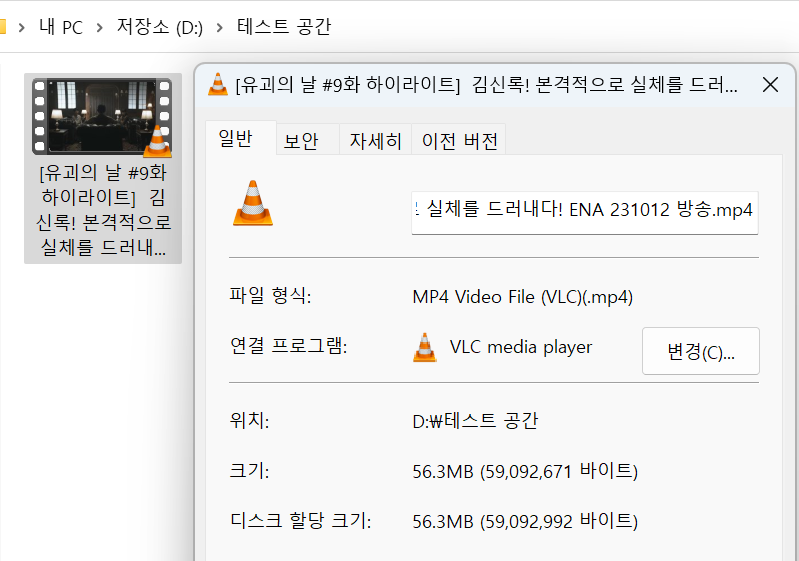 내 PC > 저장소 (D:) > 테스트 공간
[유괴의 날 #9화
하이라이트] 김
신록! 본격적으로
실체를 드러내...
[유괴의 날 #9화 하이라이트] 김신록! 본격적으로 실체를 드러...
일반 보안 자세히 이전 버전
실체를 드러내다! ENA 231012 방송.mp4
파일 형식: MP4 Video File (VLC)(.mp4)
연결 프로그램: VLC media player 변경(C)...
위치: D:₩테스트 공간
크기: 56.3MB (59,092,671 바이트)
디스크 할당 크기: 56.3MB (59,092,992 바이트)